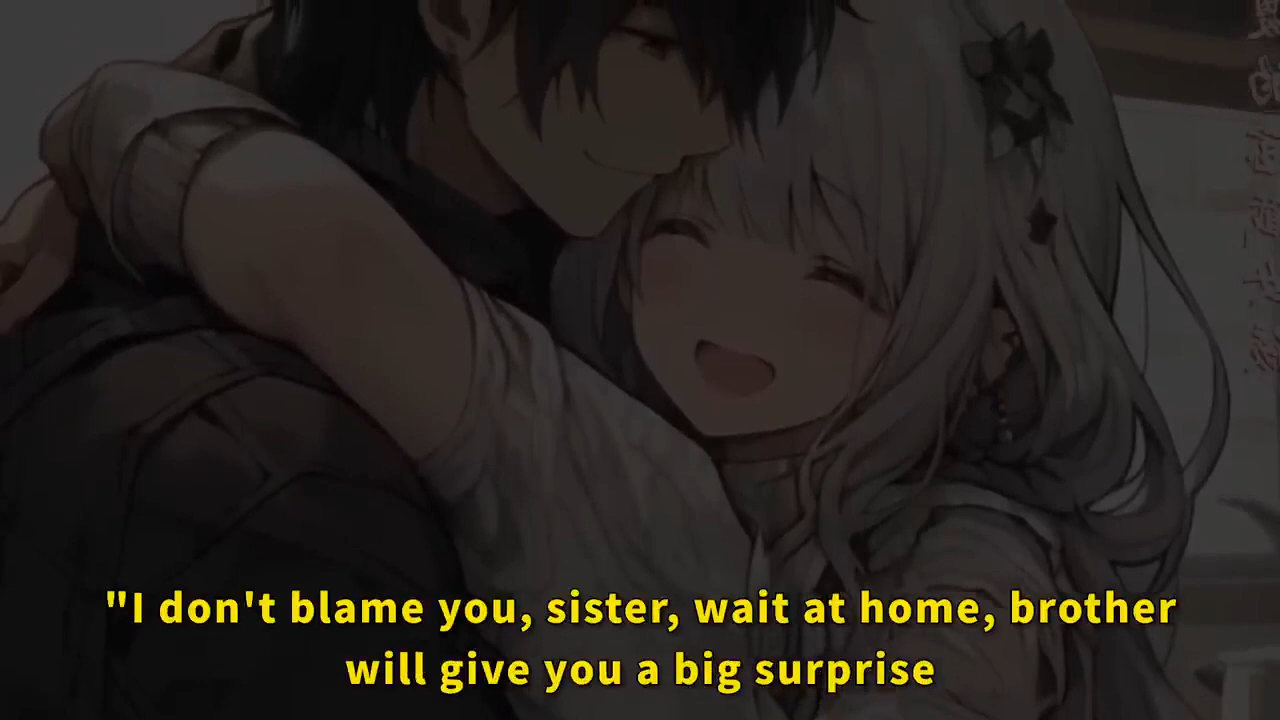 "I don't blame you, sister, wait at home, brother
will give you a big surprise